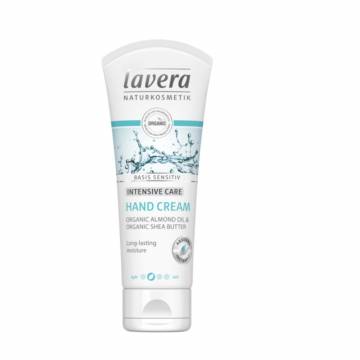 lavera
NATURKOSMETIK
ORGANIC
BASIS SENSITIV
INTENSIVE CARE
HAND CREAM
ORGANIC ALMOND OIL &
ORGANIC SHEA BUTTER
Long-lasting
moisture